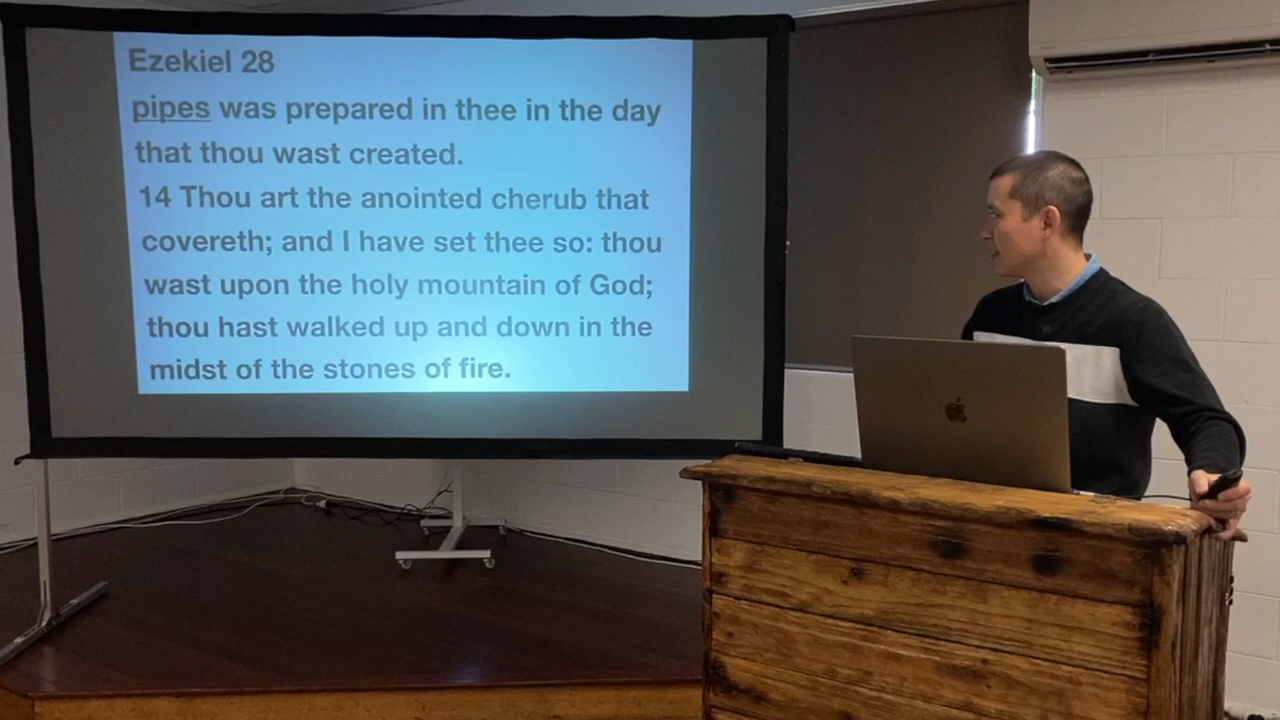 Ezekiel 28
pipes was prepared in thee in the day
that thou wast created.
14 Thou art the anointed cherub that
covereth; and I have set thee so: thou
wast upon the holy mountain of God;
thou hast walked up and down in the
midst of the stones of fire.